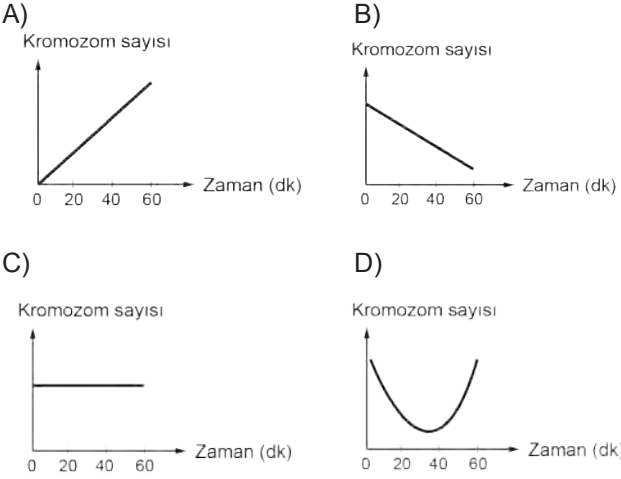 A)
Kromozom sayısı
Zaman (dk)
0 20 40 60
B)
Kromozom sayısı
Zaman (dk)
0 20 40 60
C)
Kromozom sayısı
Zaman (dk)
0 20 40 60
D)
Kromozom sayısı
Zaman (dk)
0 20 40 60